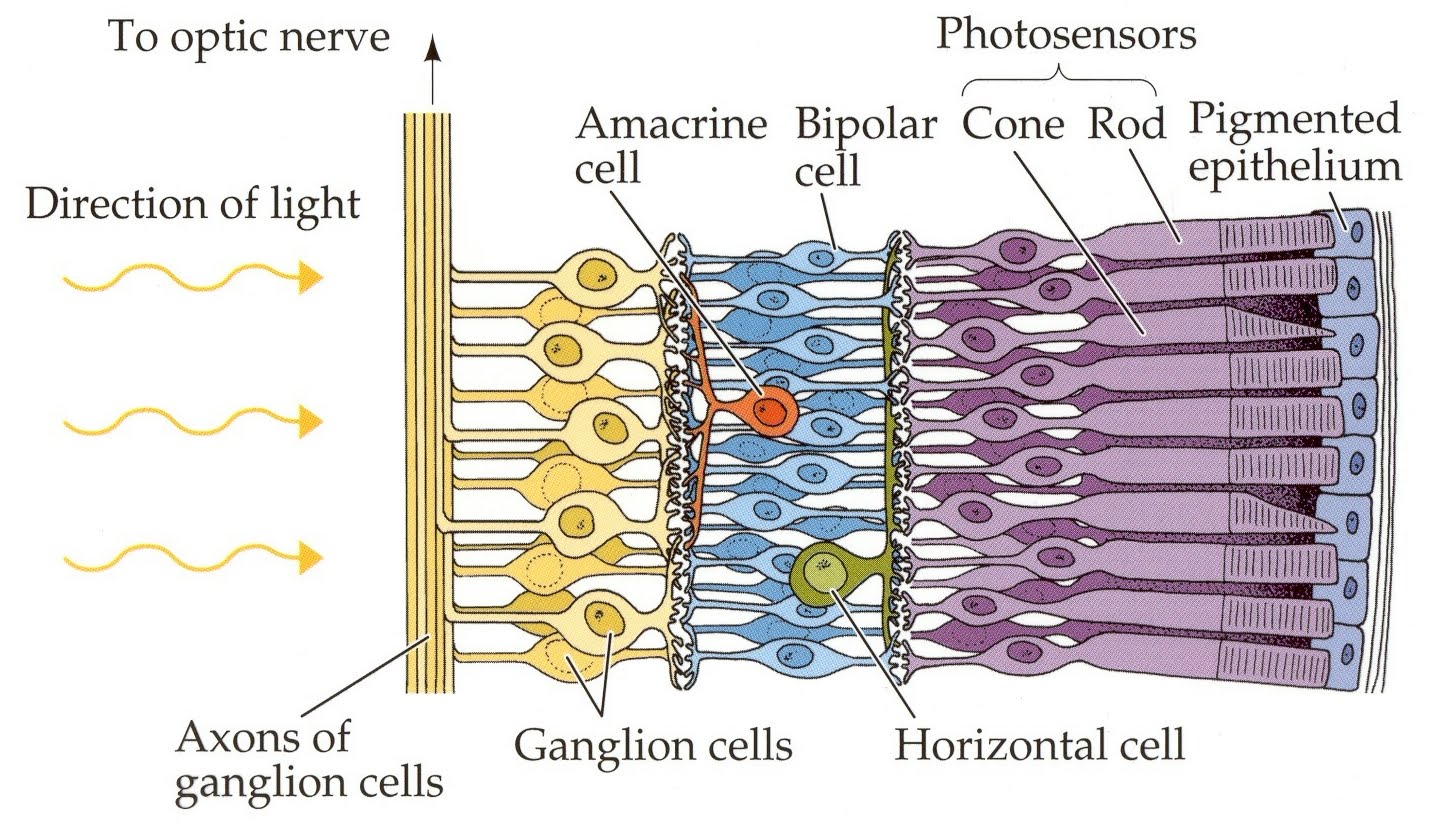 To optic nerve
Photosensors
Amacrine
cell
Bipolar
cell
Cone
Rod
Pigmented
epithelium
Direction of light
Axons of
ganglion cells
Ganglion cells
Horizontal cell